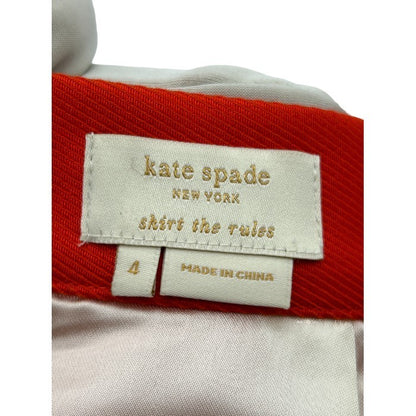 kate spade
NEW YORK
skirt the rules
4
MADE IN CHINA